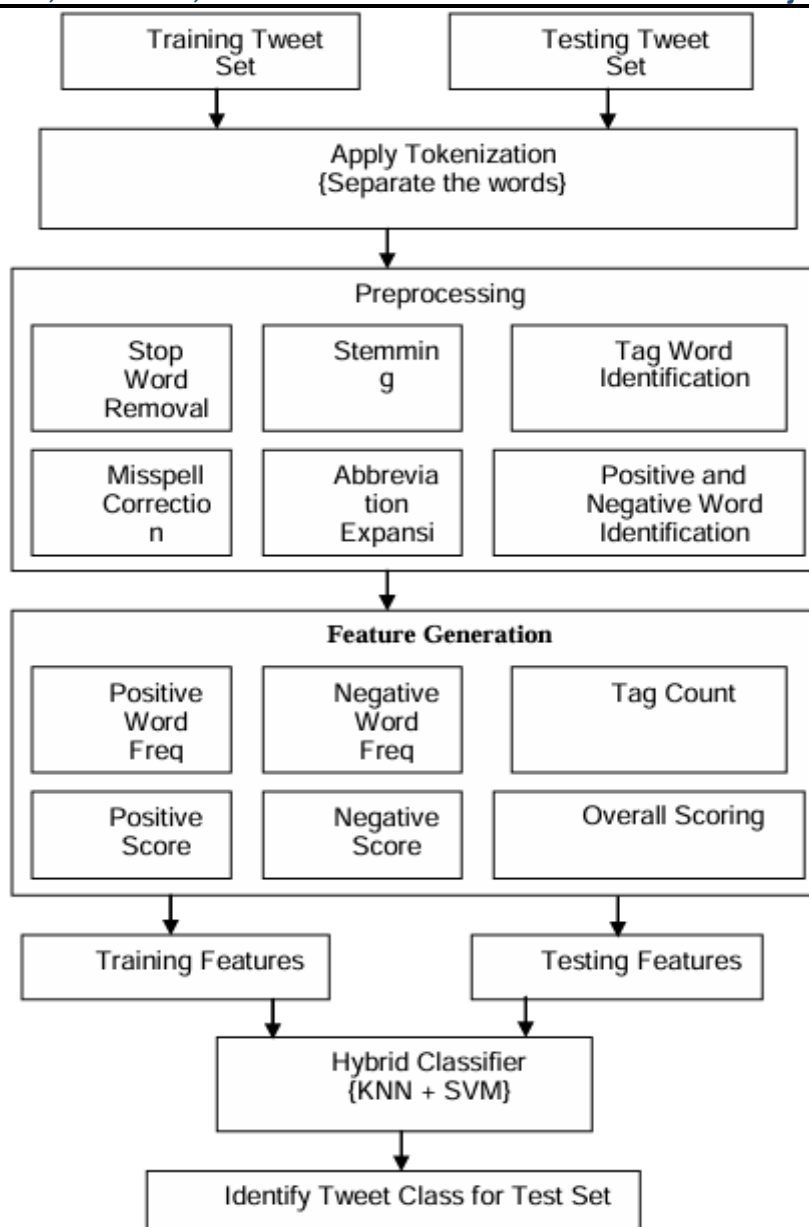 Training Tweet
Set
Testing Tweet
Set
Apply Tokenization
{Separate the words}
Preprocessing
Stop
Word
Removal
Stemmin
g
Tag Word
Identification
Misspell
Correctio
n
Abbrevia
tion
Expansi
Positive and
Negative Word
Identification
Feature Generation
Positive
Word
Freq
Negative
Word
Freq
Tag Count
Positive
Score
Negative
Score
Overall Scoring
Training Features
Testing Features
Hybrid Classifier
{KNN + SVM}
Identify Tweet Class for Test Set